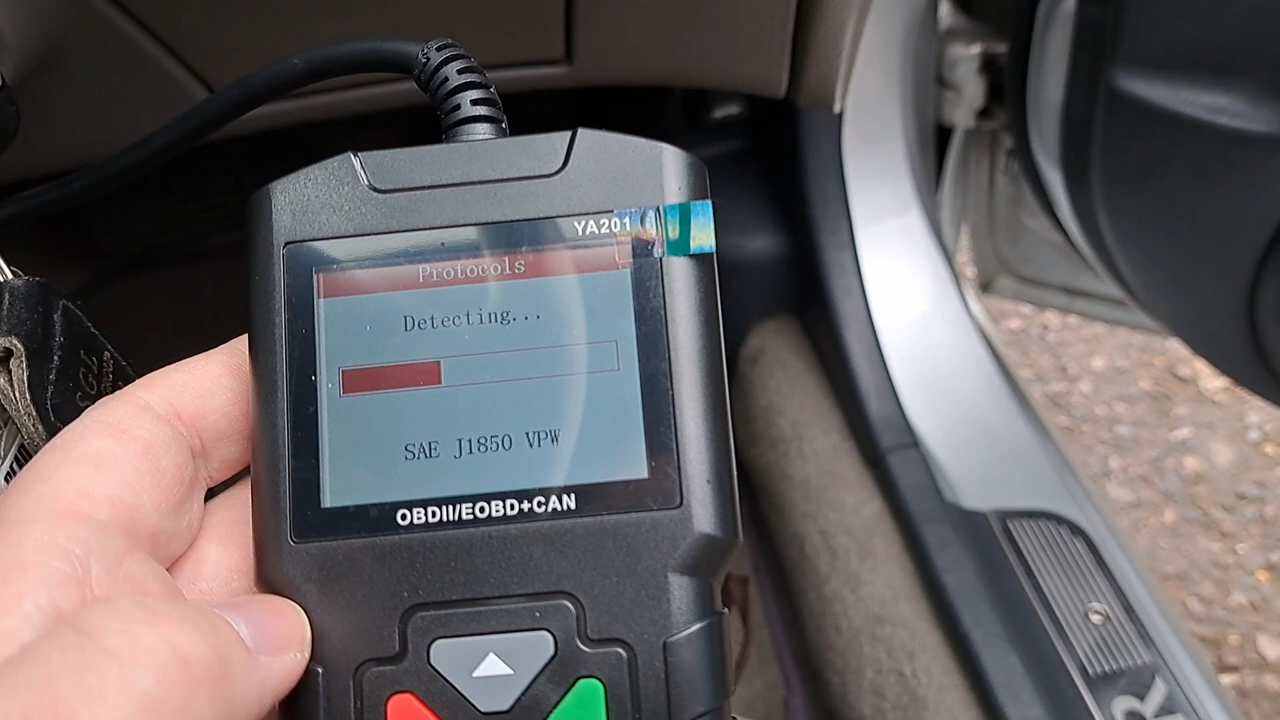 YA201
Protocols
Detecting...
SAE J1850 VPW
OBDII/EOBD+CAN
R